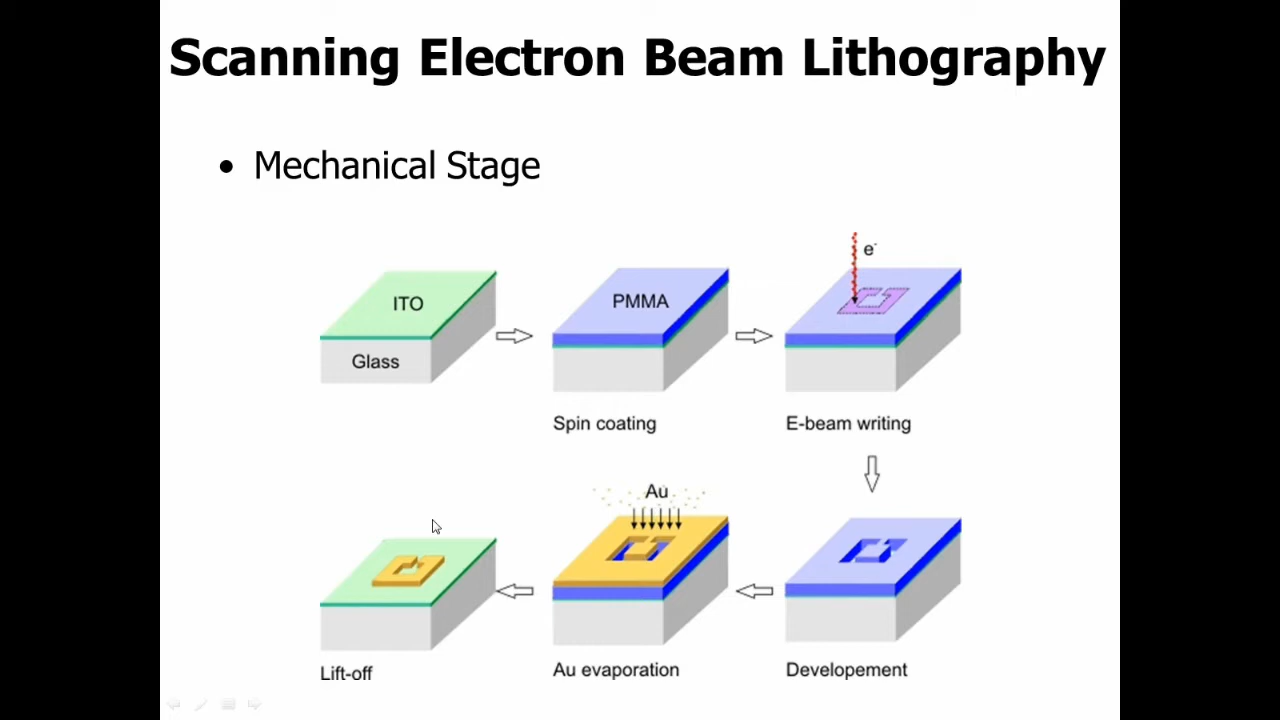 Scanning Electron Beam Lithography
• Mechanical Stage
ITO
Glass
PMMA
Spin coating
e-
E-beam writing
Developement
Au
Au evaporation
Lift-off